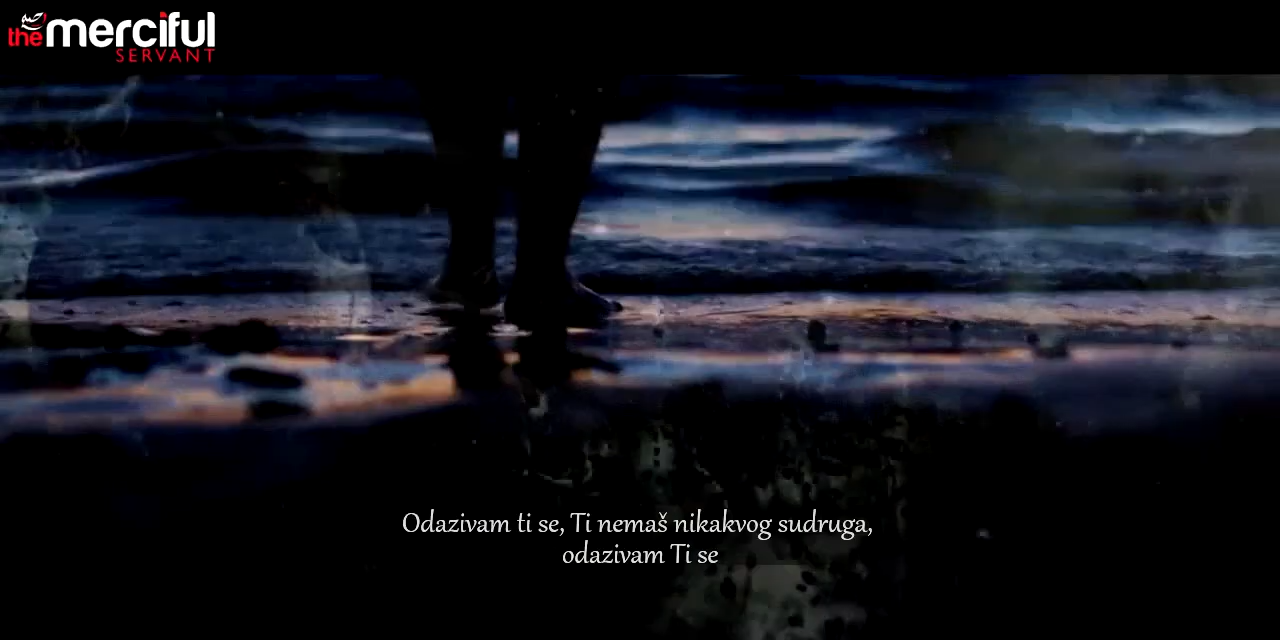 the merciful
SERVANT
Odazivam ti se, Ti nemaš nikakvog sudruga,
odazivam Ti se